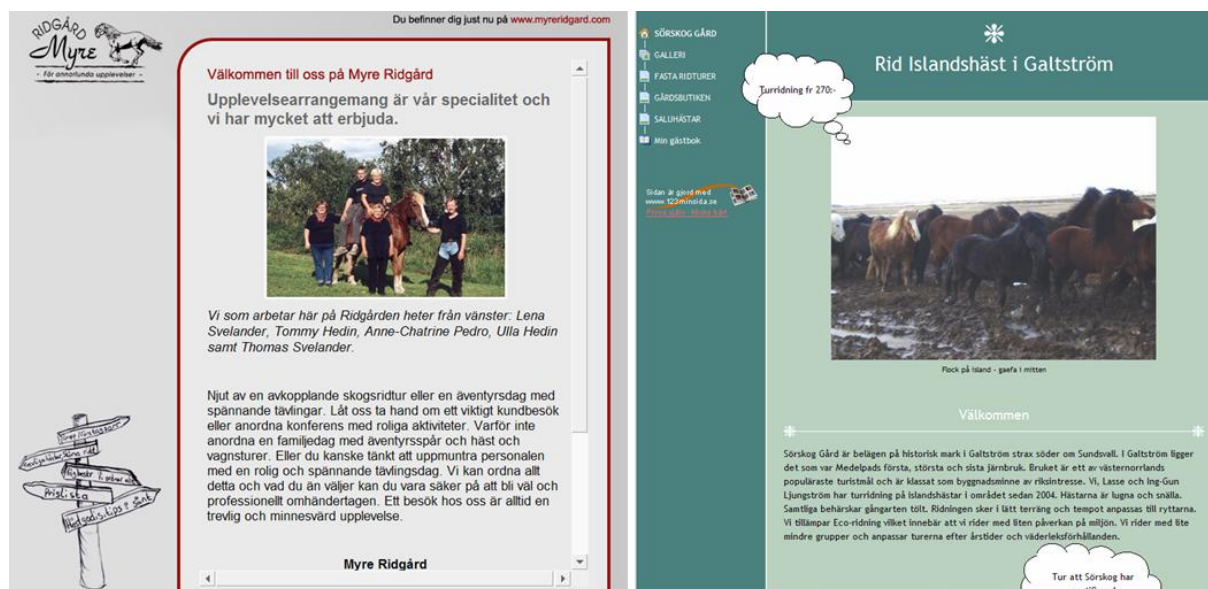 Du befinner dig just nu på www.myreridgard.com
RIDGÅRD
Myre
- För annorlunda upplevelser -
Välkommen till oss på Myre Ridgård
Upplevelsearrangemang är vår specialitet och
vi har mycket att erbjuda.
Vi som arbetar här på Ridgården heter från vänster: Lena
Svelander, Tommy Hedin, Anne-Chatrine Pedro, Ulla Hedin
samt Thomas Svelander.
Njut av en avkopplande skogsridtur eller en äventyrsdag med
spännande tävlingar. Låt oss ta hand om ett viktigt kundbesök
eller anordna konferens med roliga aktiviteter. Varför inte
anordna en familjedag med äventyrsspår och häst och
vagnsturer. Eller du kanske tänkt att uppmuntra personalen
med en rolig och spännande tävlingsdag. Vi kan ordna allt
detta och vad du än väljer kan du vara säker på att bli väl och
professionellt omhändertagen. Ett besök hos oss är alltid en
trevlig och minnesvärd upplevelse.
Myre Ridgård
Prislista
SÖRSKOG GÅRD
GALLERI
FASTA RIDTURER
GÅRDSBUTIKEN
SALUHÄSTAR
Min gästbok
Sidan är gjord med
www.123minsida.se
Turridning fr 270:-
Rid Islandshäst i Galtström
Flock på Island - gaefa i mitten
Välkommen
Sörskog Gård är belägen på historisk mark i Galtström strax söder om Sundsvall. I Galtström ligger
det som var Medelpads första, största och sista järnbruk. Bruket är ett av västernorrlands
populäraste turistmål och är klassat som byggnadsminne av riksintresse. Vi, Lasse och Ing-Gun
Ljungström har turridning på islandshästar i området sedan 2004. Hästarna är lugna och snälla.
Samtliga behärskar gångarten tölt. Ridningen sker i lätt terräng och tempot anpassas till ryttarna.
Vi tillämpar Eco-ridning vilket innebär att vi rider med liten påverkan på miljön. Vi rider med lite
mindre grupper och anpassar turerna efter årstider och väderleksförhållanden.
Tur att Sörskog har